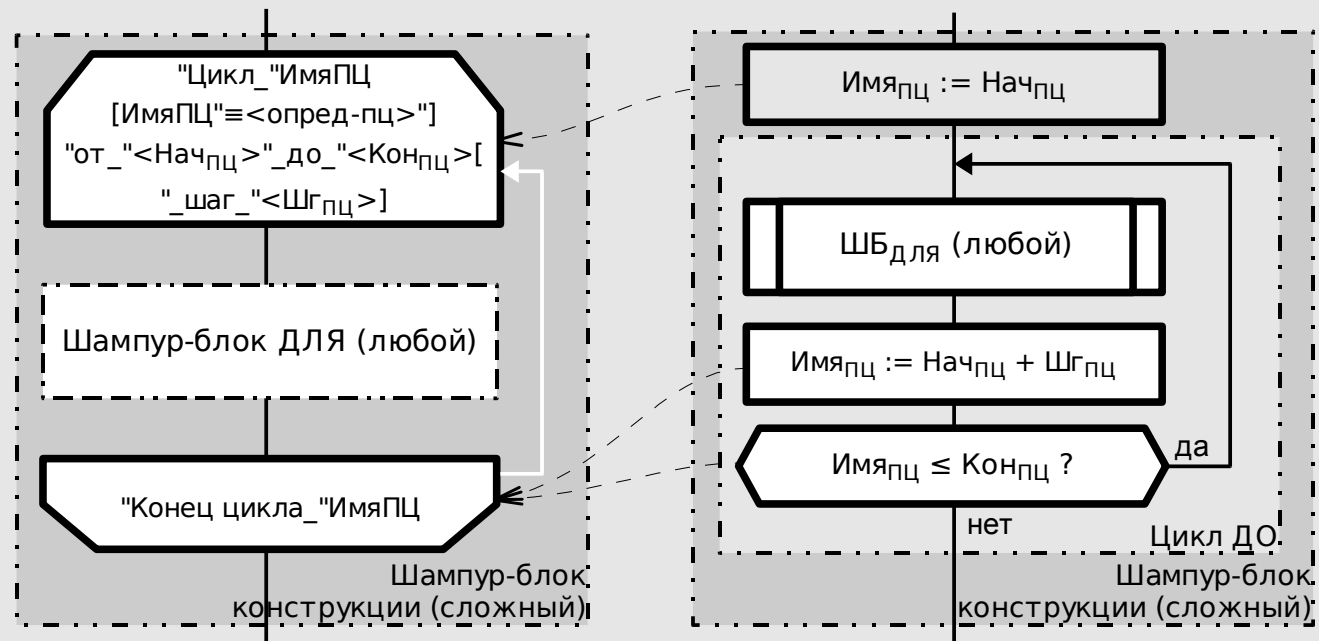 "Цикл_"ИмяПЦ
[ИмяПЦ"≡<опред-пц>"]
"от_"<НачПЦ>"_до_"<КонПЦ>[
"_шаг_"<ШгПЦ>]
Шампур-блок ДЛЯ (любой)
"Конец цикла_"ИмяПЦ
Шампур-блок
конструкции (сложный)
ИмяПЦ := НачПЦ
ШБДЛЯ (любой)
ИмяПЦ := НачПЦ + ШгПЦ
ИмяПЦ ≤ КонПЦ ?
да
нет
Цикл ДО
Шампур-блок
конструкции (сложный)